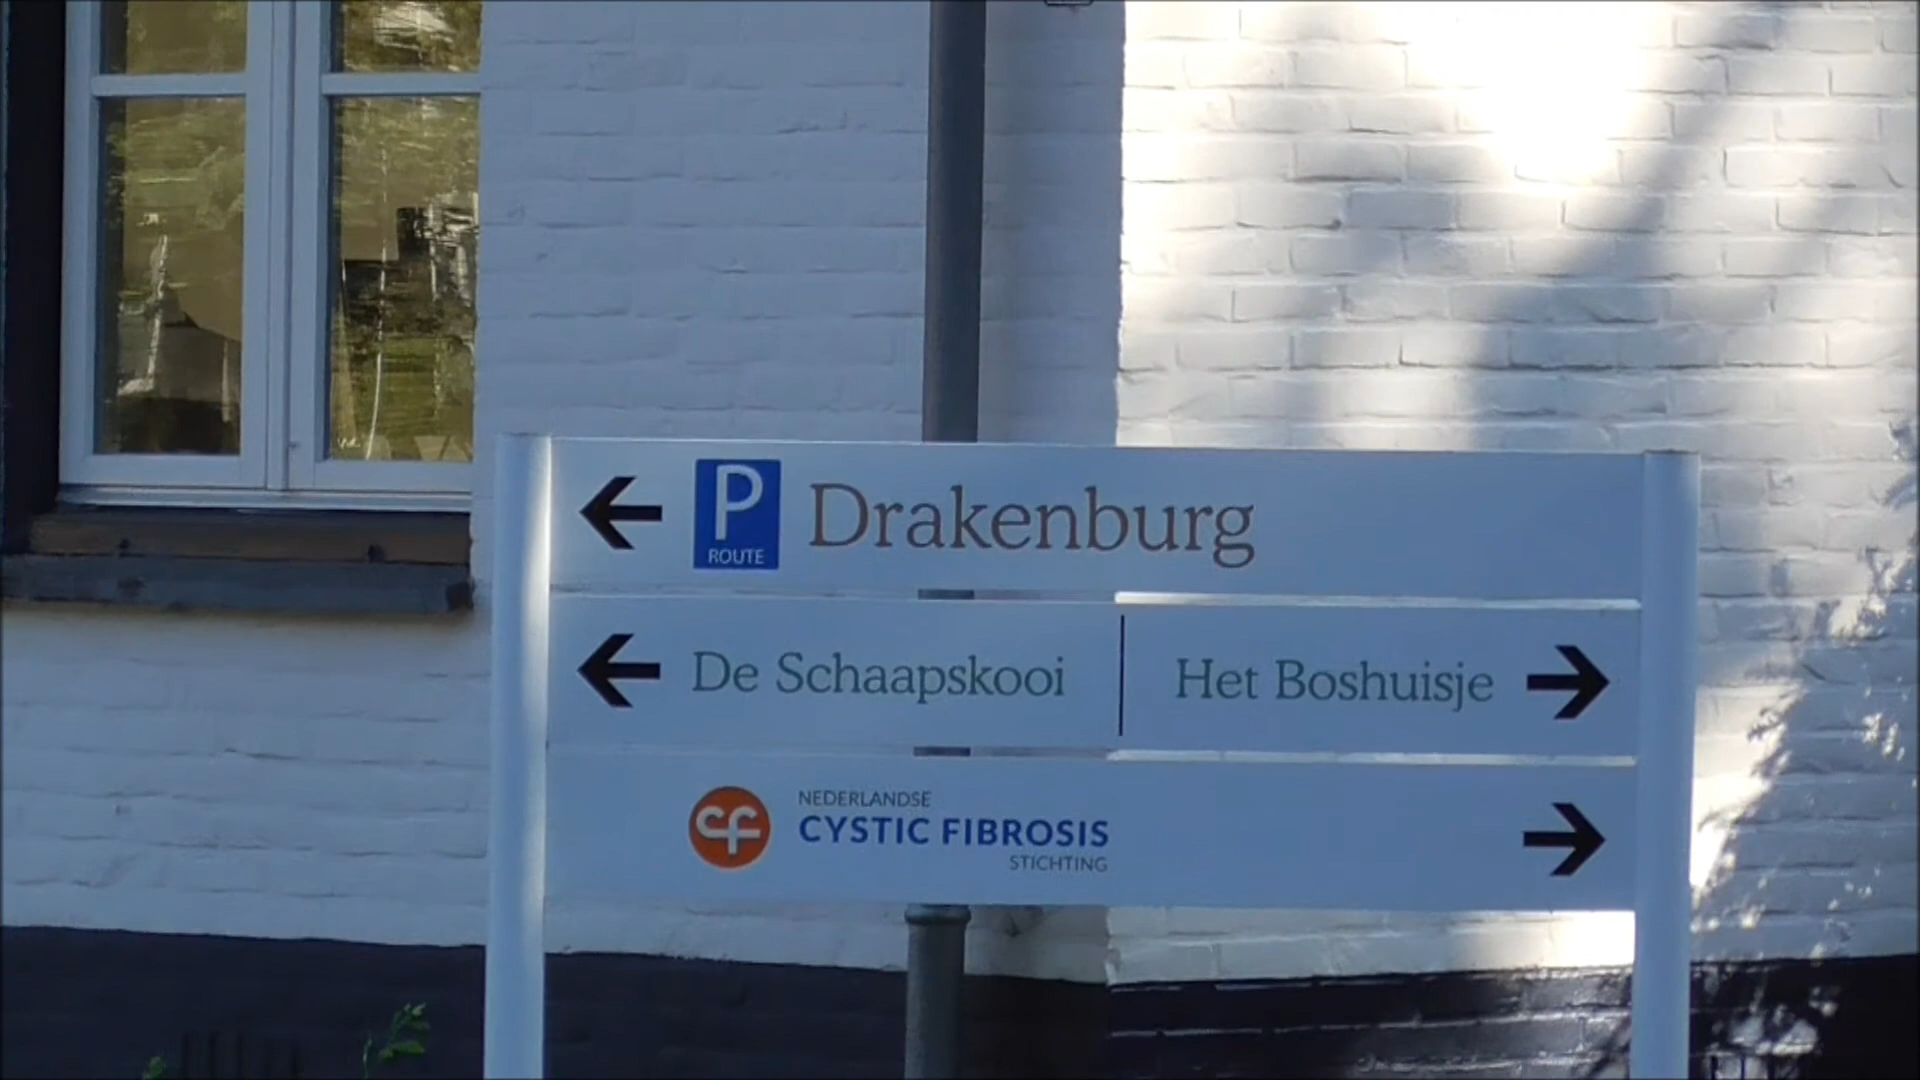 P Drakenburg
ROUTE
De Schaapskooi Het Boshuisje
cf NEDERLANDSE
CYSTIC FIBROSIS
STICHTING